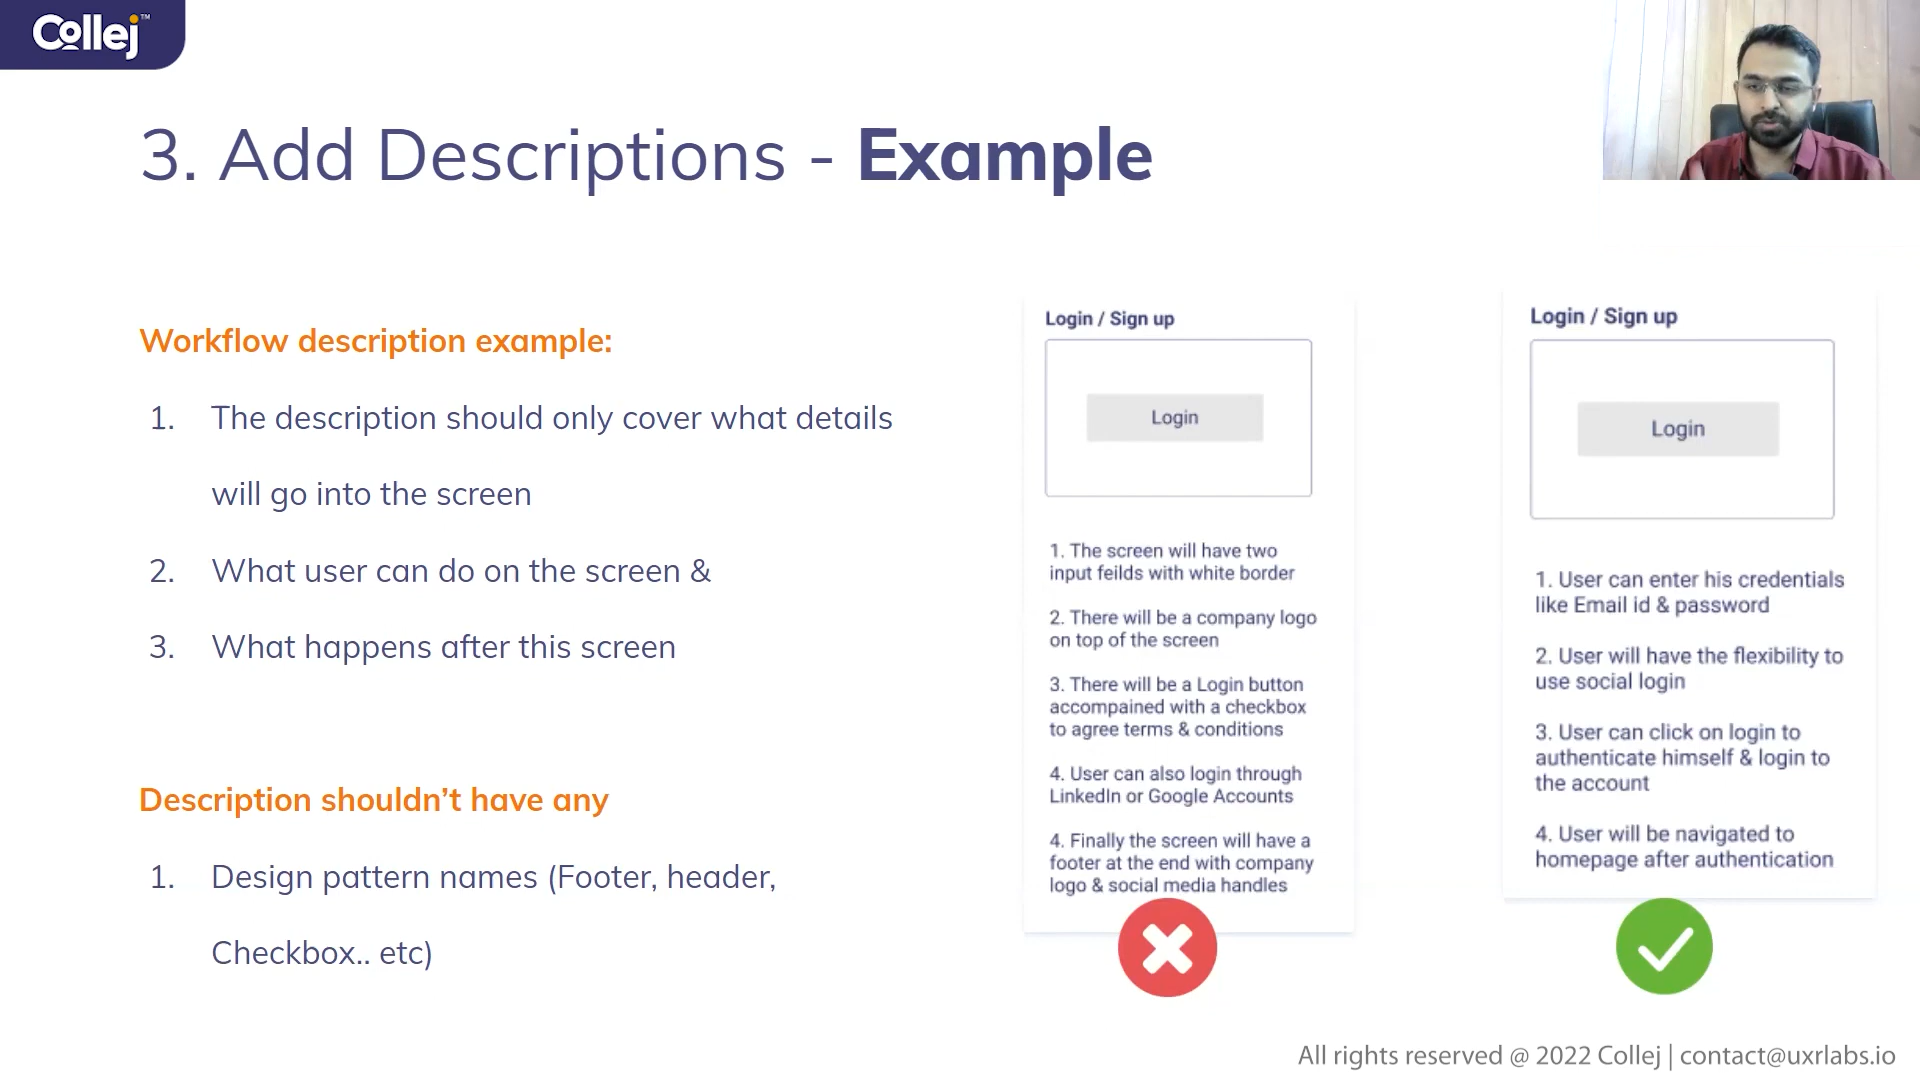 Collej™
3. Add Descriptions - Example
Workflow description example:
1. The description should only cover what details
will go into the screen
2. What user can do on the screen &
3. What happens after this screen
Description shouldn't have any
1. Design pattern names (Footer, header,
Checkbox.. etc)
Login / Sign up
Login
1. The screen will have two
input feilds with white border
2. There will be a company logo
on top of the screen
3. There will be a Login button
accompained with a checkbox
to agree terms & conditions
4. User can also login through
LinkedIn or Google Accounts
4. Finally the screen will have a
footer at the end with company
logo & social media handles
Login / Sign up
Login
1. User can enter his credentials
like Email id & password
2. User will have the flexibility to
use social login
3. User can click on login to
authenticate himself & login to
the account
4. User will be navigated to
homepage after authentication
All rights reserved @ 2022 Collej | contact@uxrlabs.io